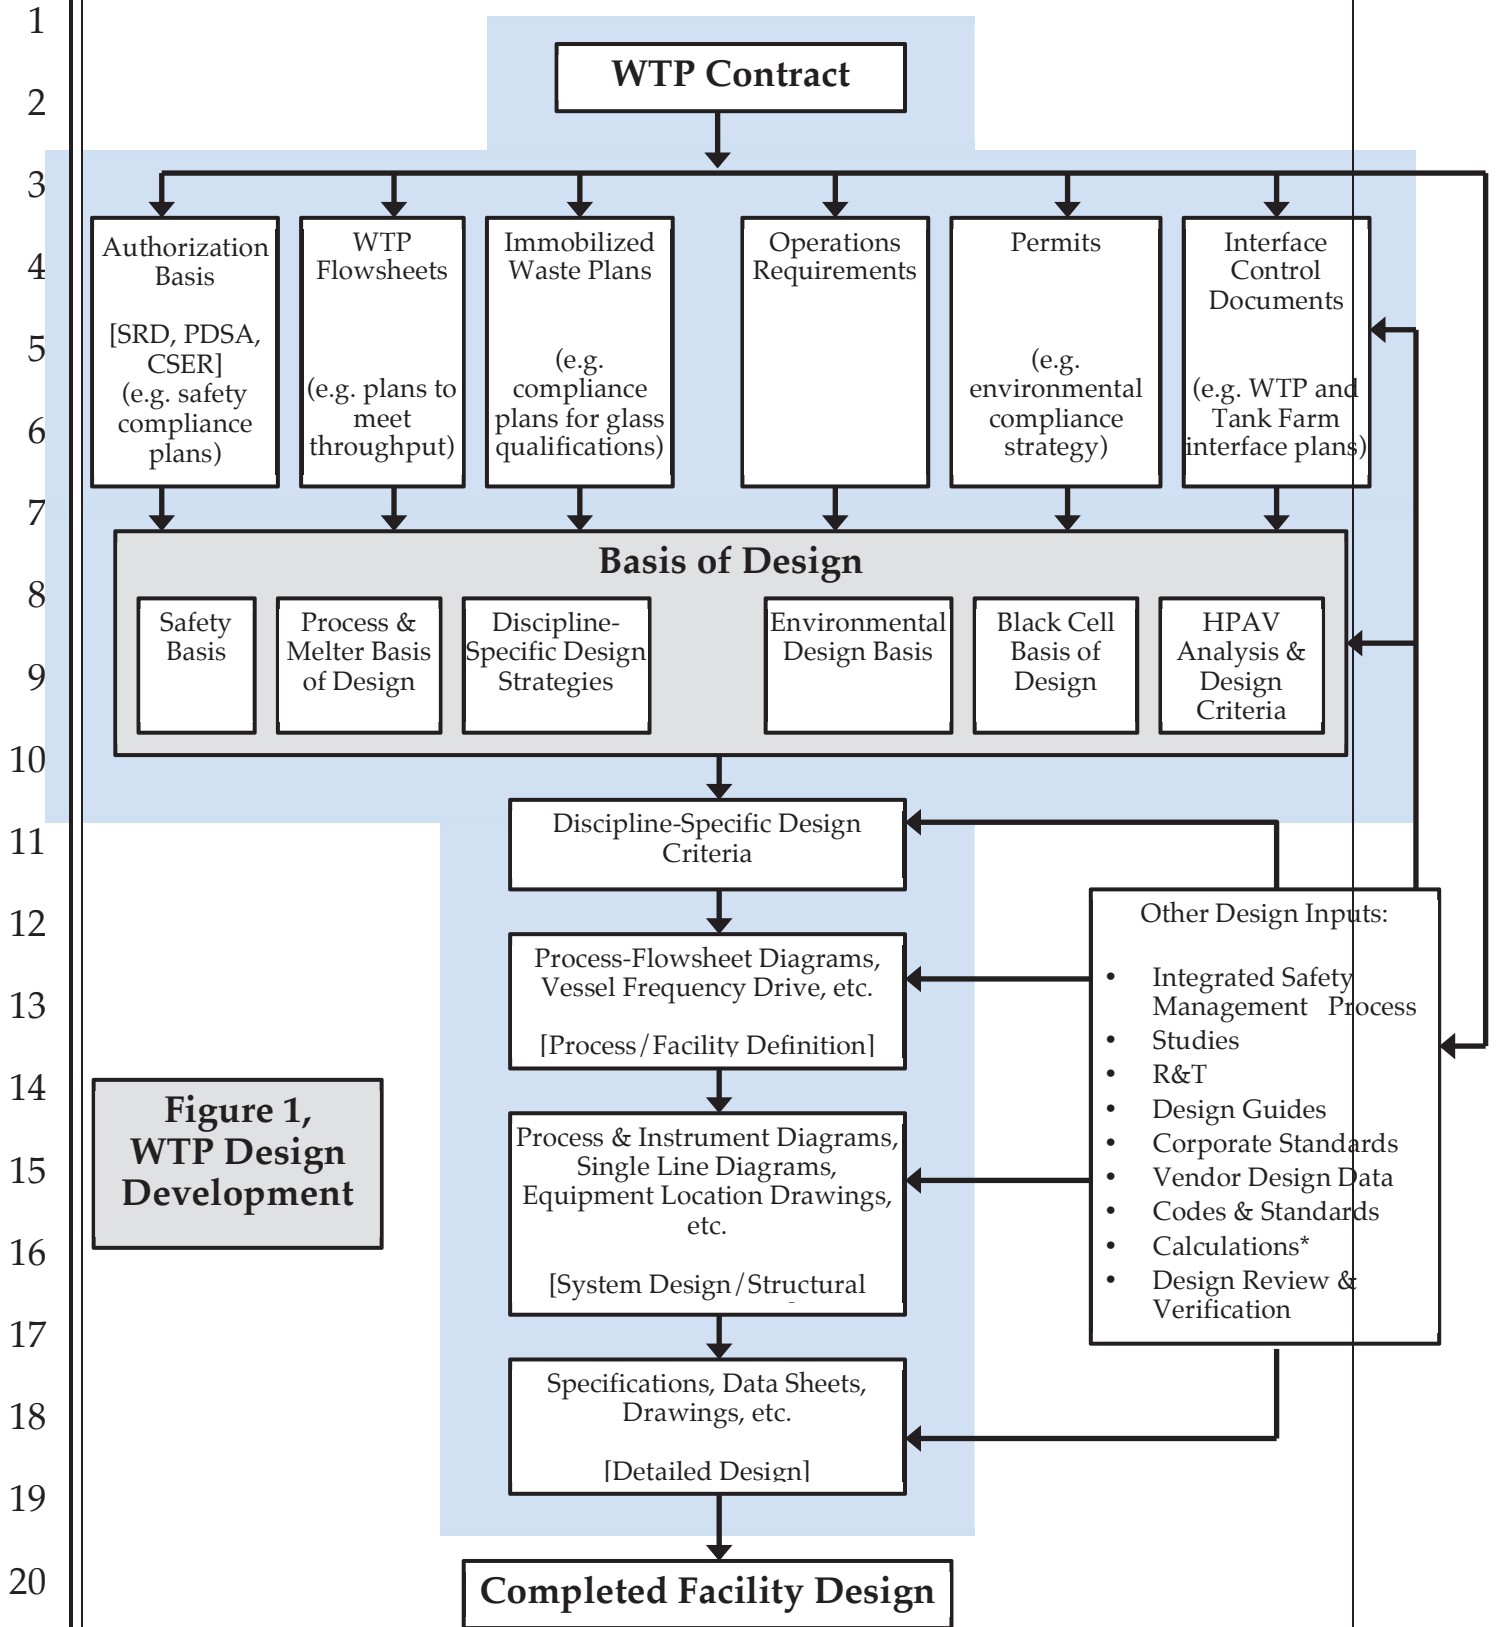 1
2
3
4
5
6
7
8
9
10
11
12
13
14
15
16
17
18
19
20
WTP Contract
Authorization
Basis
[SRD, PDSA,
CSER]
(e.g. safety
compliance
plans)
WTP
Flowsheets
(e.g. plans to
meet
throughput)
Immobilized
Waste Plans
(e.g.
compliance
plans for glass
qualifications)
Operations
Requirements
Permits
(e.g.
environmental
compliance
strategy)
Interface
Control
Documents
(e.g. WTP and
Tank Farm
interface plans)
Basis of Design
Safety
Basis
Process &
Melter Basis
of Design
Discipline-
Specific Design
Strategies
Environmental
Design Basis
Black Cell
Basis of
Design
HPAV
Analysis &
Design
Criteria
Discipline-Specific Design
Criteria
Process-Flowsheet Diagrams,
Vessel Frequency Drive, etc.
[Process/Facility Definition]
Process & Instrument Diagrams,
Single Line Diagrams,
Equipment Location Drawings,
etc.
[System Design/Structural
Specifications, Data Sheets,
Drawings, etc.
[Detailed Design]
Completed Facility Design
Other Design Inputs:
• Integrated Safety
Management Process
• Studies
• R&T
• Design Guides
• Corporate Standards
• Vendor Design Data
• Codes & Standards
• Calculations*
• Design Review &
Verification
Figure 1,
WTP Design
Development